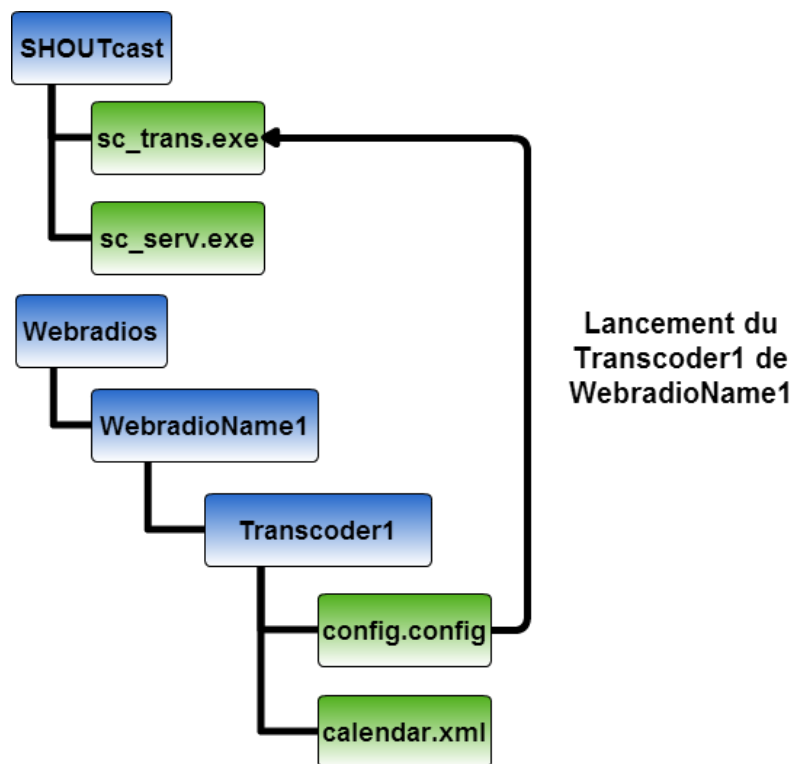 SHOUTcast
sc_trans.exe
sc_serv.exe
Webradios
WebradioName1
Transcoder1
config.config
calendar.xml
Lancement du
Transcoder1 de
WebradioName1